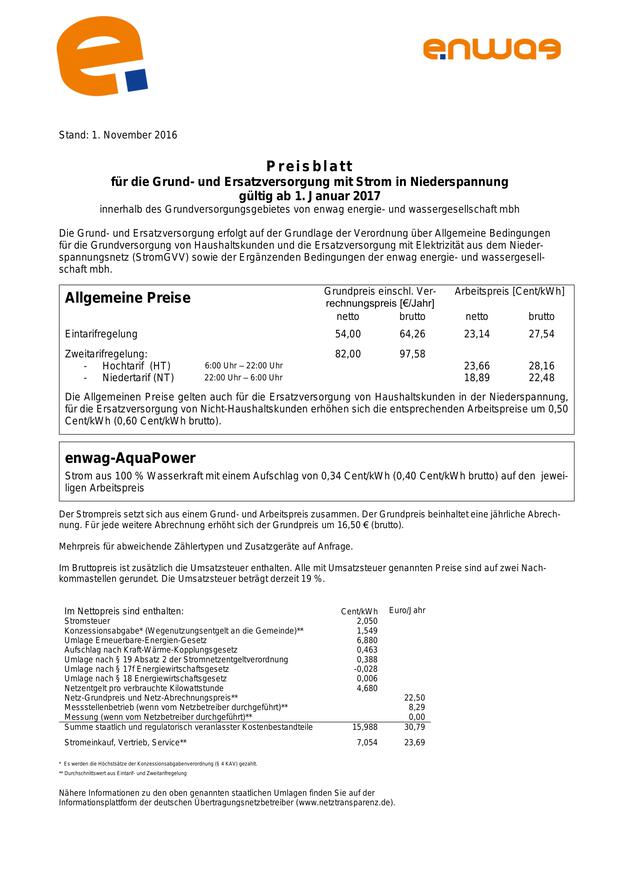 e.
enwag
Stand: 1. November 2016
Preisblatt
für die Grund- und Ersatzversorgung mit Strom in Niederspannung
gültig ab 1. Januar 2017
innerhalb des Grundversorgungsgebietes von enwag energie- und wassergesellschaft mbh
Die Grund- und Ersatzversorgung erfolgt auf der Grundlage der Verordnung über Allgemeine Bedingungen
für die Grundversorgung von Haushaltskunden und die Ersatzversorgung mit Elektrizität aus dem Nieder-
spannungsnetz (StromGVV) sowie der Ergänzenden Bedingungen der enwag energie- und wassergesell-
schaft mbh.
Allgemeine Preise Grundpreis einschl. Ver- Arbeitspreis [Cent/kWh]
rechnungspreis [€/Jahr]
netto brutto netto brutto
Eintarifregelung 54,00 64,26 23,14 27,54
Zweitarifregelung: 82,00 97,58
- Hochtarif (HT) 6:00 Uhr – 22:00 Uhr 23,66 28,16
- Niedertarif (NT) 22:00 Uhr – 6:00 Uhr 18,89 22,48
Die Allgemeinen Preise gelten auch für die Ersatzversorgung von Haushaltskunden in der Niederspannung,
für die Ersatzversorgung von Nicht-Haushaltskunden erhöhen sich die entsprechenden Arbeitspreise um 0,50
Cent/kWh (0,60 Cent/kWh brutto).
enwag-AquaPower
Strom aus 100 % Wasserkraft mit einem Aufschlag von 0,34 Cent/kWh (0,40 Cent/kWh brutto) auf den jewei-
ligen Arbeitspreis
Der Strompreis setzt sich aus einem Grund- und Arbeitspreis zusammen. Der Grundpreis beinhaltet eine jährliche Abrech-
nung. Für jede weitere Abrechnung erhöht sich der Grundpreis um 16,50 € (brutto).
Mehrpreis für abweichende Zählertypen und Zusatzgeräte auf Anfrage.
Im Bruttopreis ist zusätzlich die Umsatzsteuer enthalten. Alle mit Umsatzsteuer genannten Preise sind auf zwei Nach-
kommastellen gerundet. Die Umsatzsteuer beträgt derzeit 19 %.
Im Nettopreis sind enthalten: Cent/kWh Euro/Jahr
Stromsteuer 2,050
Konzessionsabgabe* (Wegenutzungsentgelt an die Gemeinde)** 1,549
Umlage Erneuerbare-Energien-Gesetz 6,880
Aufschlag nach Kraft-Wärme-Kopplungsgesetz 0,463
Umlage nach § 19 Absatz 2 der Stromnetzentgeltverordnung 0,388
Umlage nach § 17f Energiewirtschaftsgesetz -0,028
Umlage nach § 18 Energiewirtschaftsgesetz 0,006
Netzentgelt pro verbrauchte Kilowattstunde 4,680
Netz-Grundpreis und Netz-Abrechnungspreis** 22,50
Messstellenbetrieb (wenn vom Netzbetreiber durchgeführt)** 8,29
Messung (wenn vom Netzbetreiber durchgeführt)** 0,00
Summe staatlich und regulatorisch veranlasster Kostenbestandteile 15,988 30,79
Stromeinkauf, Vertrieb, Service** 7,054 23,69
* Es werden die Höchstsätze der Konzessionsabgabenverordnung (§ 4 KAV) gezahlt.
** Durchschnittswert aus Eintarif- und Zweitarifregelung
Nähere Informationen zu den oben genannten staatlichen Umlagen finden Sie auf der
Informationsplattform der deutschen Übertragungsnetzbetreiber (www.netztransparenz.de).